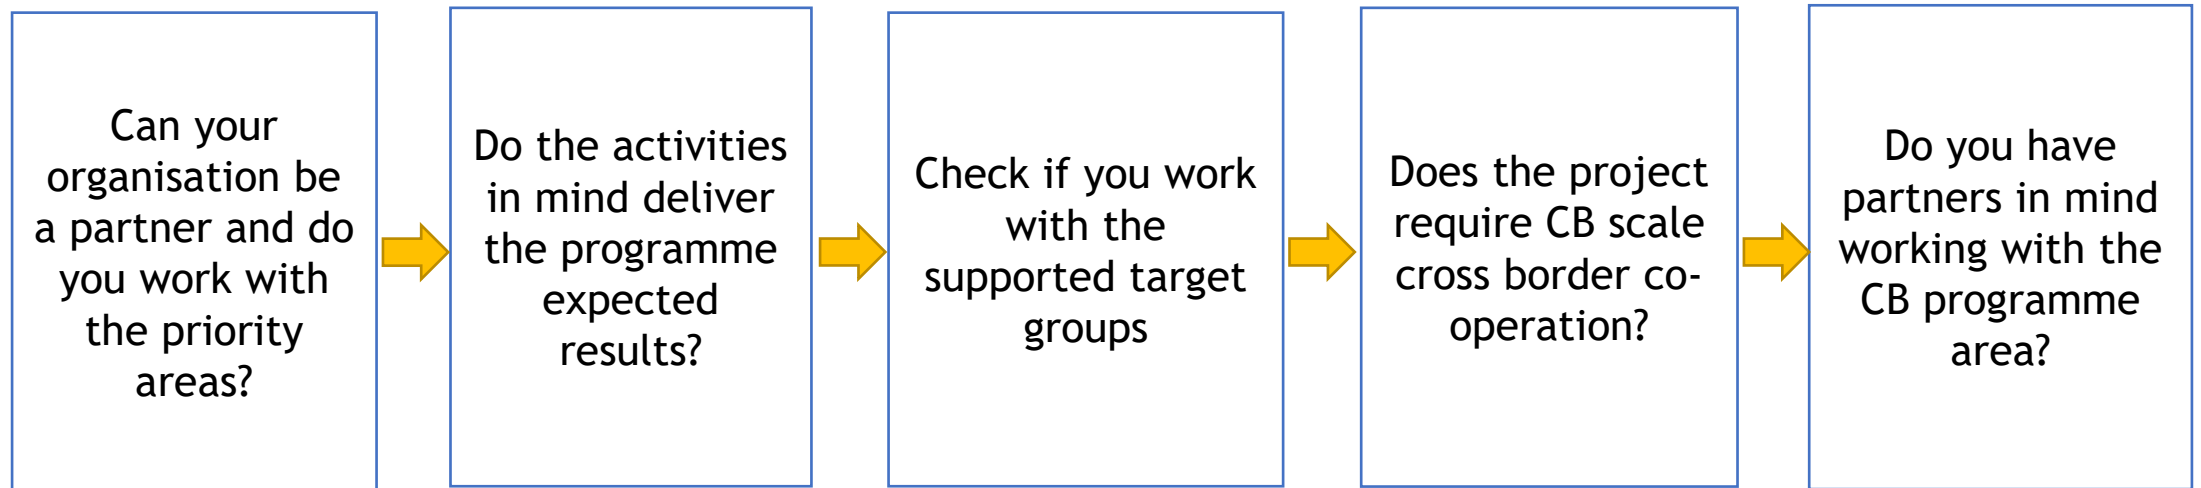 Can your
organisation be
a partner and do
you work with
the priority
areas?
Do the activities
in mind deliver
the programme
expected
results?
Check if you work
with the
supported target
groups
Does the project
require CB scale
cross border co-
operation?
Do you have
partners in mind
working with the
CB programme
area?